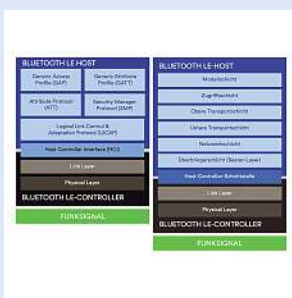 BLUETOOTH LE HOST
Generic Access
Profile (GAP)
Generic Attribute
Profile (GATT)
Attribute Protocol
(ATT)
Security Manager
Protocol (SMP)
Logical Link Control &
Adaptation Protocol (L2CAP)
Host Controller Interface (HCI)
Link Layer
Physical Layer
BLUETOOTH LE-CONTROLLER
FUNKSIGNAL
BLUETOOTH LE-HOST
Modellschicht
Zugriffsschicht
Obere Transportschicht
Untere Transportschicht
Netzwerkschicht
Überbringerschicht (Bearer-Layer)
Host Controller Schnittstelle
Link Layer
Physical Layer
BLUETOOTH LE-CONTROLLER
FUNKSIGNAL